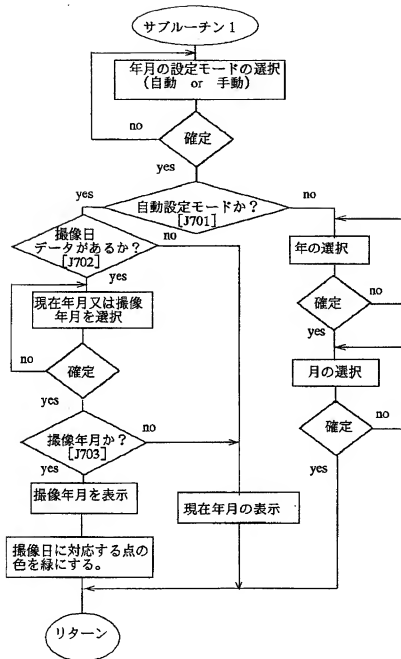 サブルーチン1
年月の設定モードの選択
(自動 or 手動)
no
確定
yes
yes
自動設定モードか?
[J701]
no
撮像日
データがあるか?
[J702]
no
yes
年の選択
現在年月又は撮像
年月を選択
確定
no
yes
no
確定
月の選択
yes
撮像年月か?
[J703]
no
確定
no
yes
yes
撮像年月を表示
現在年月の表示
撮像日に対応する点の
色を緑にする。
リターン